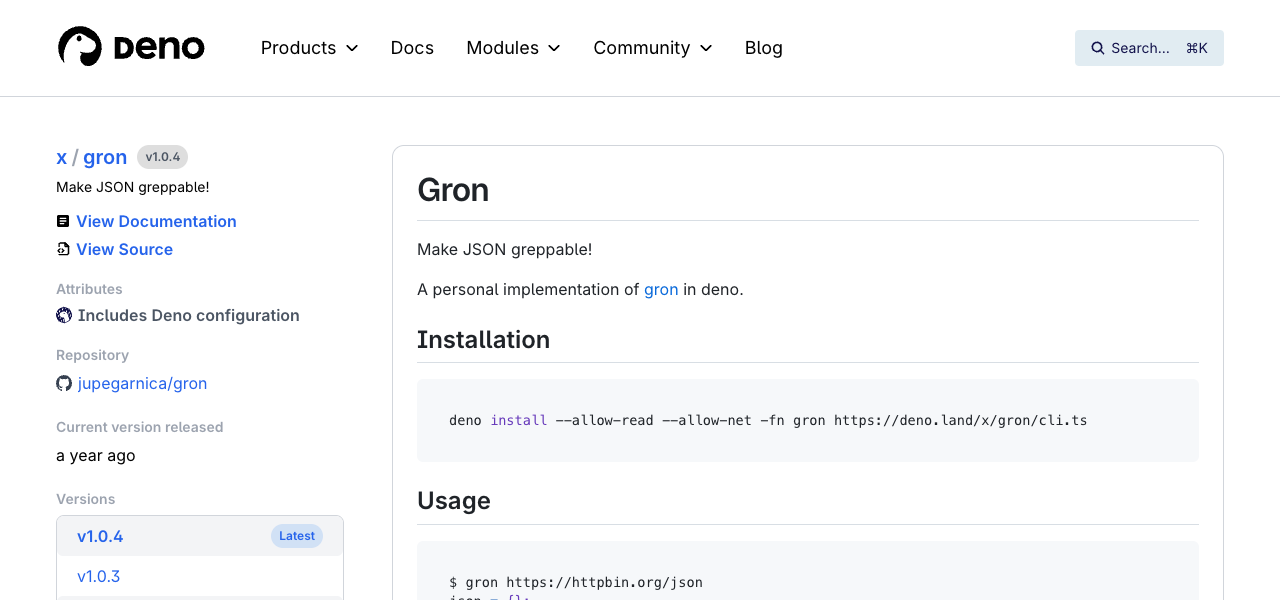 Deno
Products
Docs
Modules
Community
Blog
Search... ⌘K
x / gron v1.0.4
Make JSON greppable!
View Documentation
View Source
Attributes
Includes Deno configuration
Repository
jupegarnica/gron
Current version released
a year ago
Versions
v1.0.4 Latest
v1.0.3
Gron
Make JSON greppable!
A personal implementation of gron in deno.
Installation
deno install --allow-read --allow-net -fn gron https://deno.land/x/gron/cli.ts
Usage
$ gron https://httpbin.org/json
json = {};